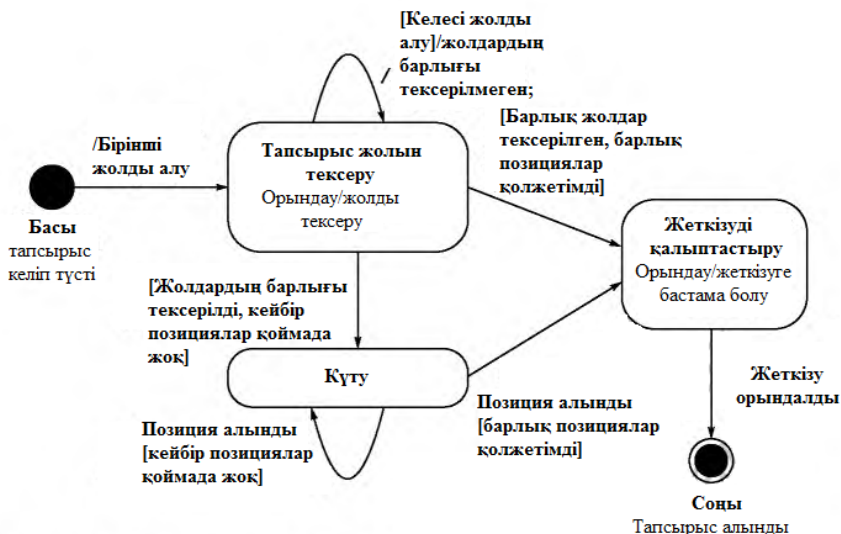 [Келесі жолды
алу]/жолдардың
барлығы
тексерілмеген;
/Бірінші
жолды алу
Басы
тапсырыс
келіп түсті
Тапсырыс жолын
тексеру
Орындау/жолды
тексеру
[Барлық жолдар
тексерілген, барлық
позициялар
қолжетімді]
Жеткізуді
қалыптастыру
Орындау/жеткізуге
бастама болу
[Жолдардың барлығы
тексерілді, кейбір
позициялар қоймада
жоқ]
Күту
Позиция алынды
[кейбір позициялар
қоймада жоқ]
Позиция алынды
[барлық позициялар
қолжетімді]
Жеткізу
орындалды
Соңы
Тапсырыс алынды